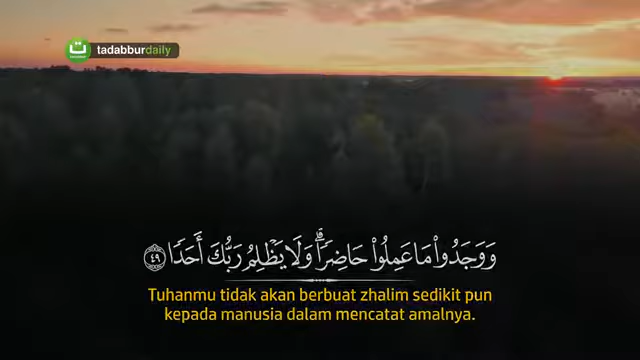 tadabburdaily
وَوَجَدُوا۟ مَا عَمِلُوا۟ حَاضِرًاۗ وَلَا يَظْلِمُ رَبُّكَ أَحَدًا ٤٩
Tuhanmu tidak akan berbuat zhalim sedikit pun
kepada manusia dalam mencatat amalnya.